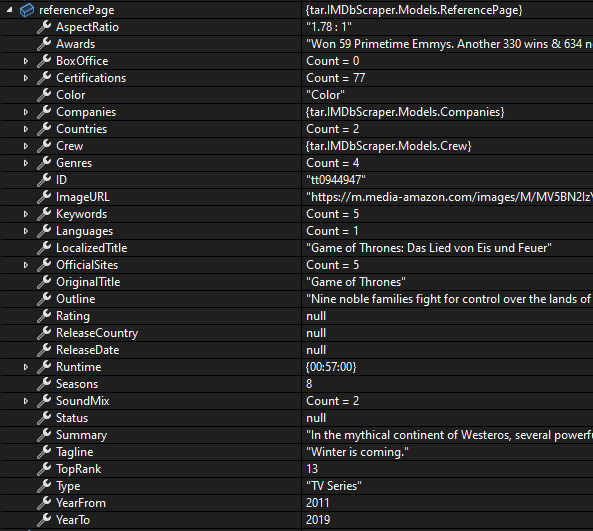 referencePage {tar.IMDbScraper.Models.ReferencePage}
AspectRatio "1.78 : 1"
Awards "Won 59 Primetime Emmys. Another 330 wins & 634 n
BoxOffice Count = 0
Certifications Count = 77
Color "Color"
Companies {tar.IMDbScraper.Models.Companies}
Countries Count = 2
Crew {tar.IMDbScraper.Models.Crew}
Genres Count = 4
ID "tt0944947"
ImageURL "https://m.media-amazon.com/images/M/MV5BN2IzY
Keywords Count = 5
Languages Count = 1
LocalizedTitle "Game of Thrones: Das Lied von Eis und Feuer"
OfficialSites Count = 5
OriginalTitle "Game of Thrones"
Outline "Nine noble families fight for control over the lands of
Rating null
ReleaseCountry null
ReleaseDate null
Runtime {00:57:00}
Seasons 8
SoundMix Count = 2
Status null
Summary "In the mythical continent of Westeros, several powerfu
Tagline "Winter is coming."
TopRank 13
Type "TV Series"
YearFrom 2011
YearTo 2019